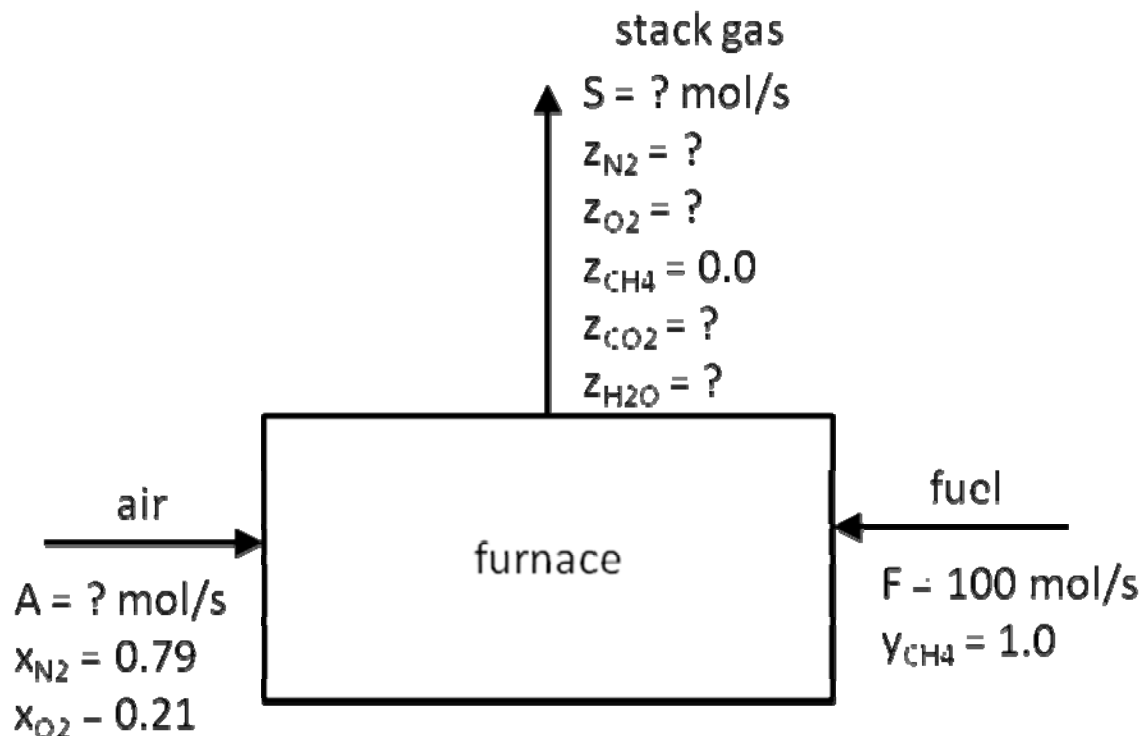 stack gas
S = ? mol/s
zN2 = ?
zO2 = ?
zCH4 = 0.0
zCO2 = ?
zH2O = ?
air
A = ? mol/s
xN2 = 0.79
xO2 – 0.21
furnace
fuel
F – 100 mol/s
yCH4 = 1.0